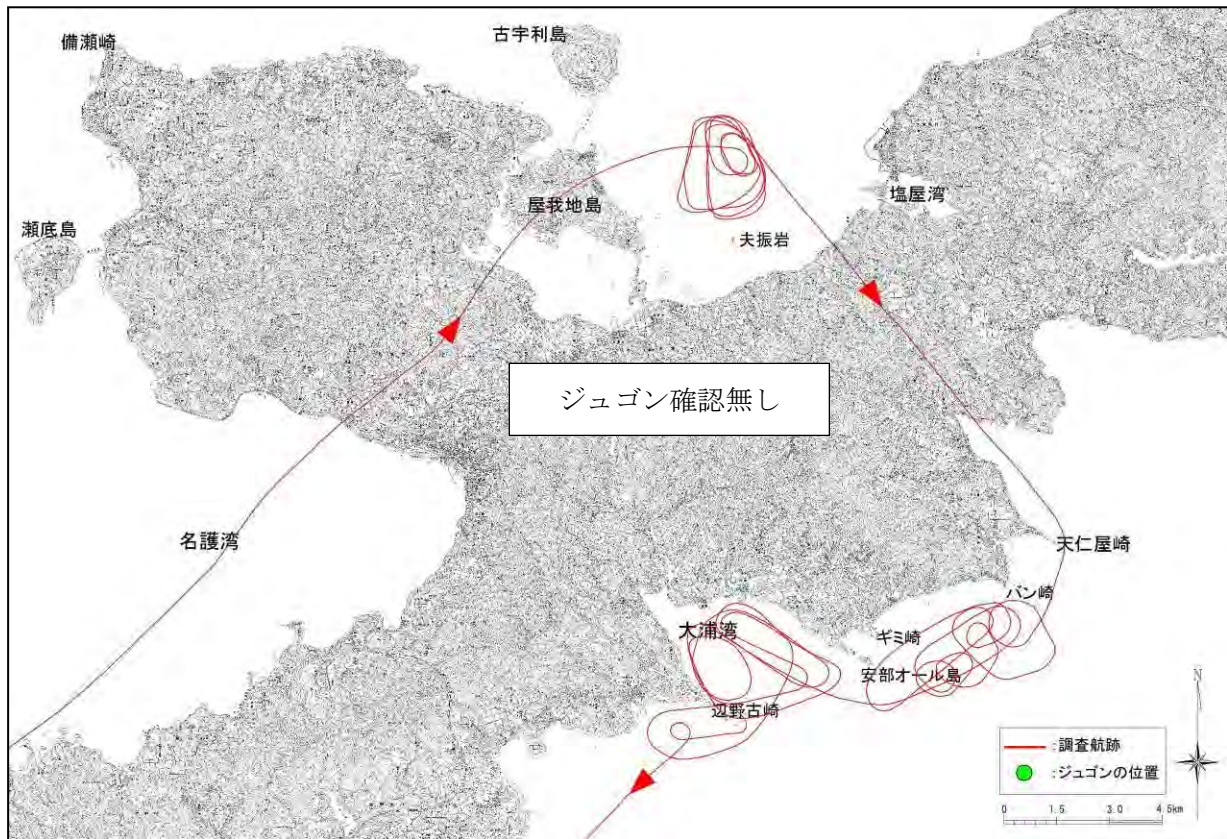 備瀬崎
古宇利島
瀬底島
屋我地島
塩屋湾
夫振岩
ジュゴン確認無し
名護湾
天仁屋崎
バン崎
ギミ崎
大浦湾
安部オール島
辺野古崎
N
:調査航跡
:ジュゴンの位置
0 1.5 3.0 4.5km